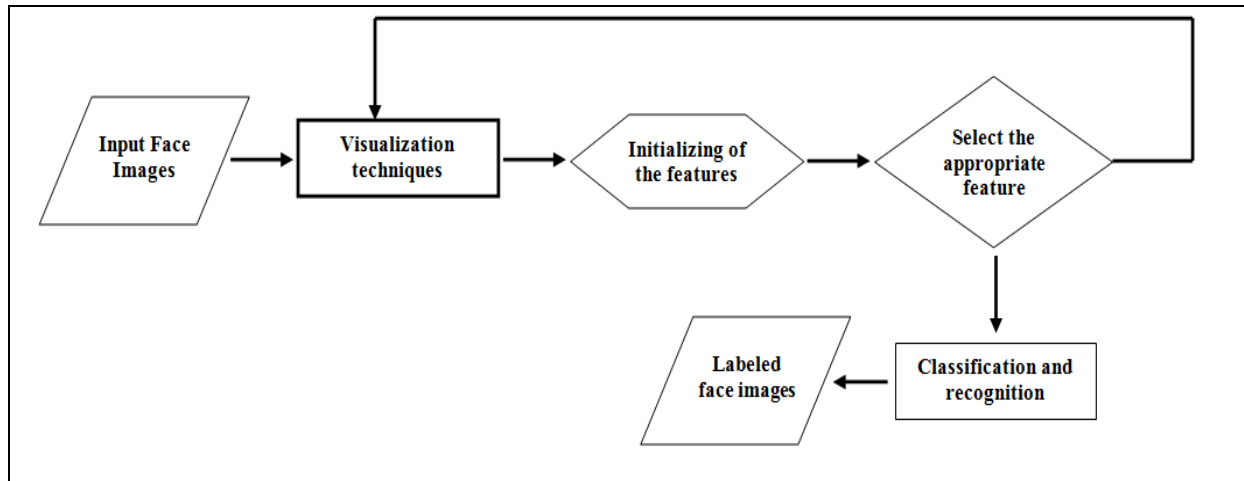 Input Face
Images
Visualization
techniques
Initializing of
the features
Select the
appropriate
feature
Classification and
recognition
Labeled
face images